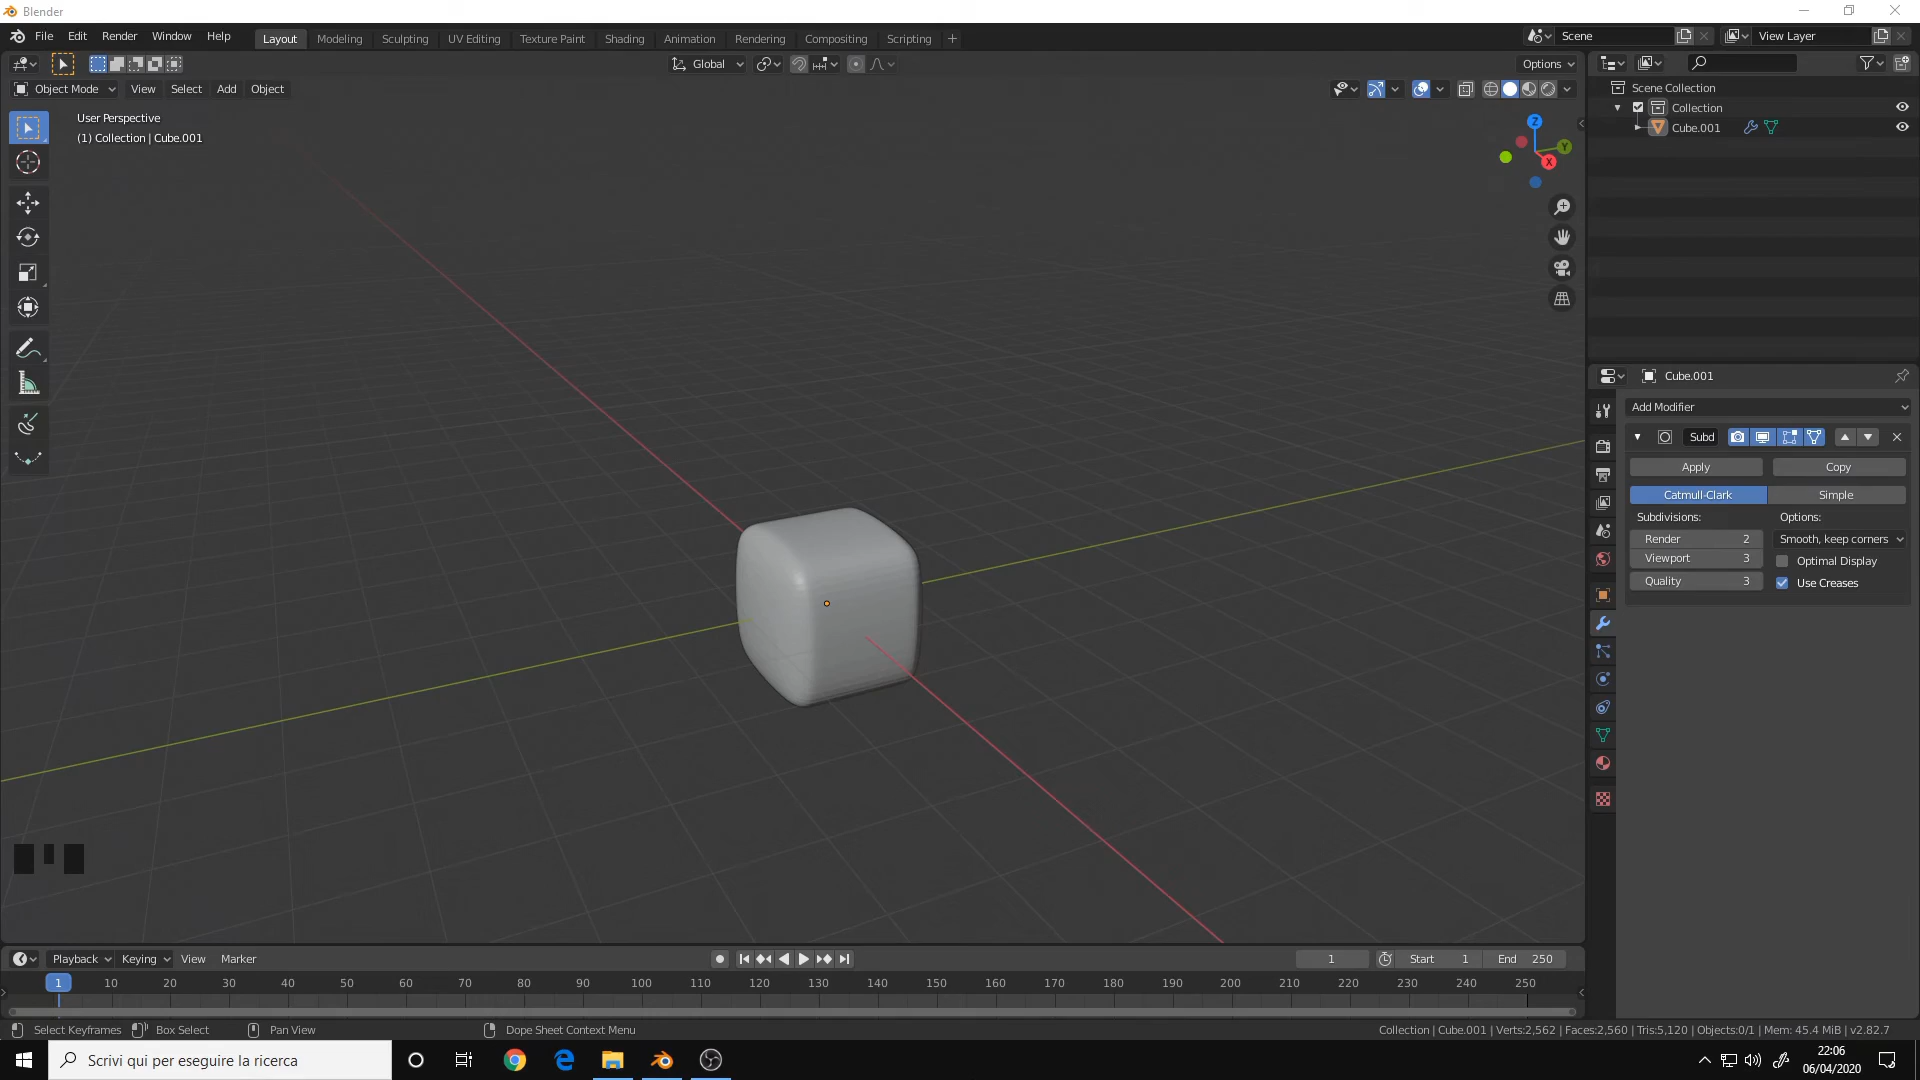 Blender
File Edit Render Window Help
Layout Modeling Sculpting UV Editing Texture Paint Shading Animation Rendering Compositing Scripting +
Scene View Layer
Global Options
Object Mode View Select Add Object
User Perspective
(1) Collection | Cube.001
Z
Y
X
Scene Collection
Collection
Cube.001
Cube.001
Add Modifier
Subd
Apply Copy
Catmull-Clark Simple
Subdivisions: Options:
Render 2 Smooth, keep corners
Viewport 3 Optimal Display
Quality 3 Use Creases
Playback Keying View Marker
1 Start 1 End 250
1 10 20 30 40 50 60 70 80 90 100 110 120 130 140 150 160 170 180 190 200 210 220 230 240 250
Select Keyframes Box Select Pan View Dope Sheet Context Menu
Collection | Cube.001 | Verts:2,562 | Faces:2,560 | Tris:5,120 | Objects:0/1 | Mem: 45.4 MiB | v2.82.7
Scrivi qui per eseguire la ricerca
22:06
06/04/2020